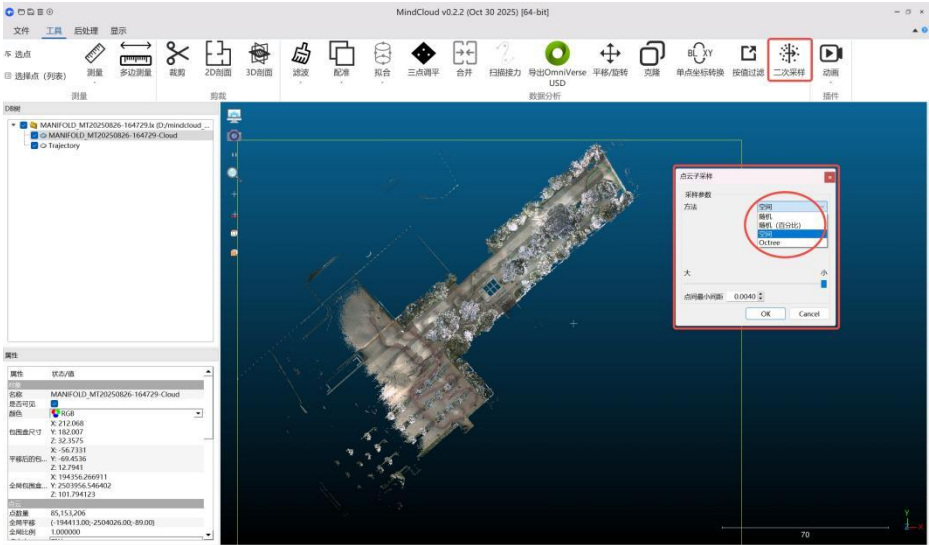 MindCloud v0.2.2 (Oct 30 2025) [64-bit]
文件 工具 后处理 显示
选点
选择点（列表）
测量 多边测量 裁剪 2D剖面 3D剖面 滤波 配准 拟合 三点调平 合并 扫描接力 导出OmniVerse USD 平移/旋转 克隆 单点坐标转换 按值过滤 二次采样 动画
测量 剪裁 数据分析 插件
DB树
MANIFOLD_MT20250826-164729.lx (D:/mindcloud_...
MANIFOLD_MT20250826-164729-Cloud
Trajectory
点云子采样
采样参数
方法 空间
随机
随机（百分比）
空间
Octree
大 小
点间最小间距 0.0040
OK Cancel
属性
属性 状态/值
对象
名称 MANIFOLD_MT20250826-164729-Cloud
是否可见
颜色 RGB
X: 212.068
包围盒尺寸 Y: 182.007
Z: 32.3575
X: -56.7331
平移后的包... Y: -69.4536
Z: 12.7941
X: 194356.266911
全局包围盒... Y: 2503956.546402
Z: 101.794123
点云
点数量 85,153,206
全局平移 (-194413.00;-2504026.00;-89.00)
全局比例 1.000000
70
Y
Z X